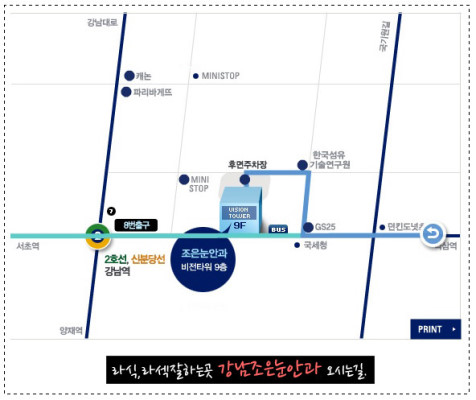 강남대로
국기원길
캐논
MINISTOP
파리바게뜨
한국섬유
기술연구원
후면주차장
MINI
STOP
VISION
TOWER
9F
7
8번출구
BUS
GS25
던킨도넛츠
서초역
역삼역
국세청
2호선, 신분당선
강남역
조은눈안과
비전타워 9층
양재역
PRINT
라식,라섹잘하는곳 강남조은눈안과 오시는길.